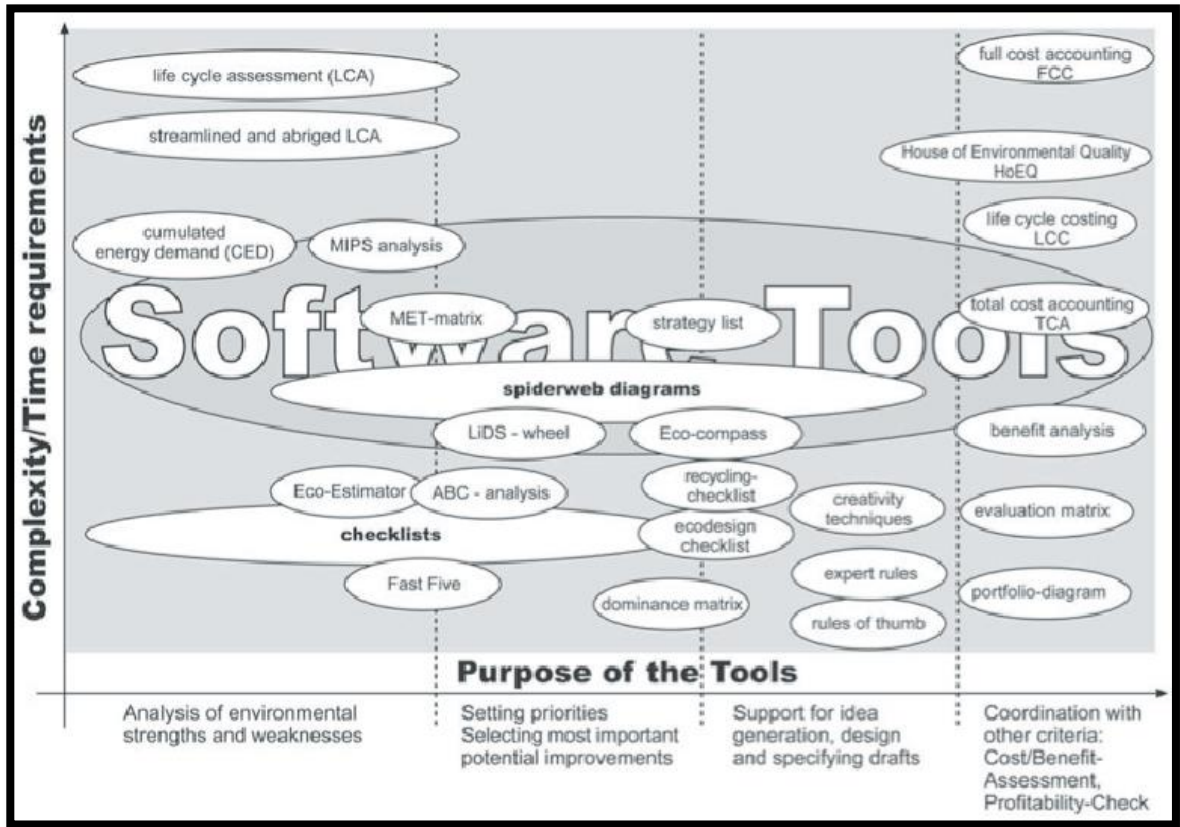 Complexity/Time requirements
life cycle assessment (LCA)
full cost accounting
FCC
streamlined and abriged LCA
House of Environmental Quality
HoEQ
cumulated
energy demand (CED)
MIPS analysis
life cycle costing
LCC
Software Tools
MET-matrix
strategy list
total cost accounting
TCA
spiderweb diagrams
LiDS - wheel
Eco-compass
benefit analysis
Eco-Estimator
ABC - analysis
recycling-
checklist
creativity
techniques
evaluation matrix
checklists
ecodesign
checklist
Fast Five
expert rules
dominance matrix
portfolio-diagram
rules of thumb
Purpose of the Tools
Analysis of environmental
strengths and weaknesses
Setting priorities
Selecting most important
potential improvements
Support for idea
generation, design
and specifying drafts
Coordination with
other criteria:
Cost/Benefit-
Assessment,
Profitability-Check